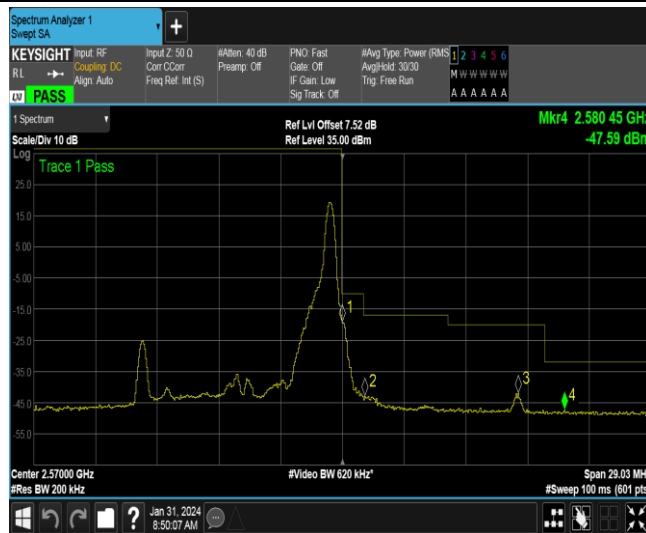 Spectrum Analyzer 1
Swept SA
+
KEYSIGHT
RL
LXI PASS
Input: RF
Coupling: DC
Align: Auto
Input Z: 50 Ω
Corr CCorr
Freq Ref: Int (S)
#Atten: 40 dB
Preamp: Off
PNO: Fast
Gate: Off
IF Gain: Low
Sig Track: Off
#Avg Type: Power (RMS
Avg|Hold: 30/30
Trig: Free Run
1 2 3 4 5 6
M W W W W W
A A A A A A
1 Spectrum
Scale/Div 10 dB
Ref Lvl Offset 7.52 dB
Ref Level 35.00 dBm
Mkr4 2.580 45 GHz
-47.59 dBm
Log
Trace 1 Pass
25.0
15.0
5.00
-5.00
-15.0
-25.0
-35.0
-45.0
-55.0
1
2
3
4
Center 2.57000 GHz
#Res BW 200 kHz
#Video BW 620 kHz*
Span 29.03 MH
#Sweep 100 ms (601 pts
?
Jan 31, 2024
8:50:07 AM